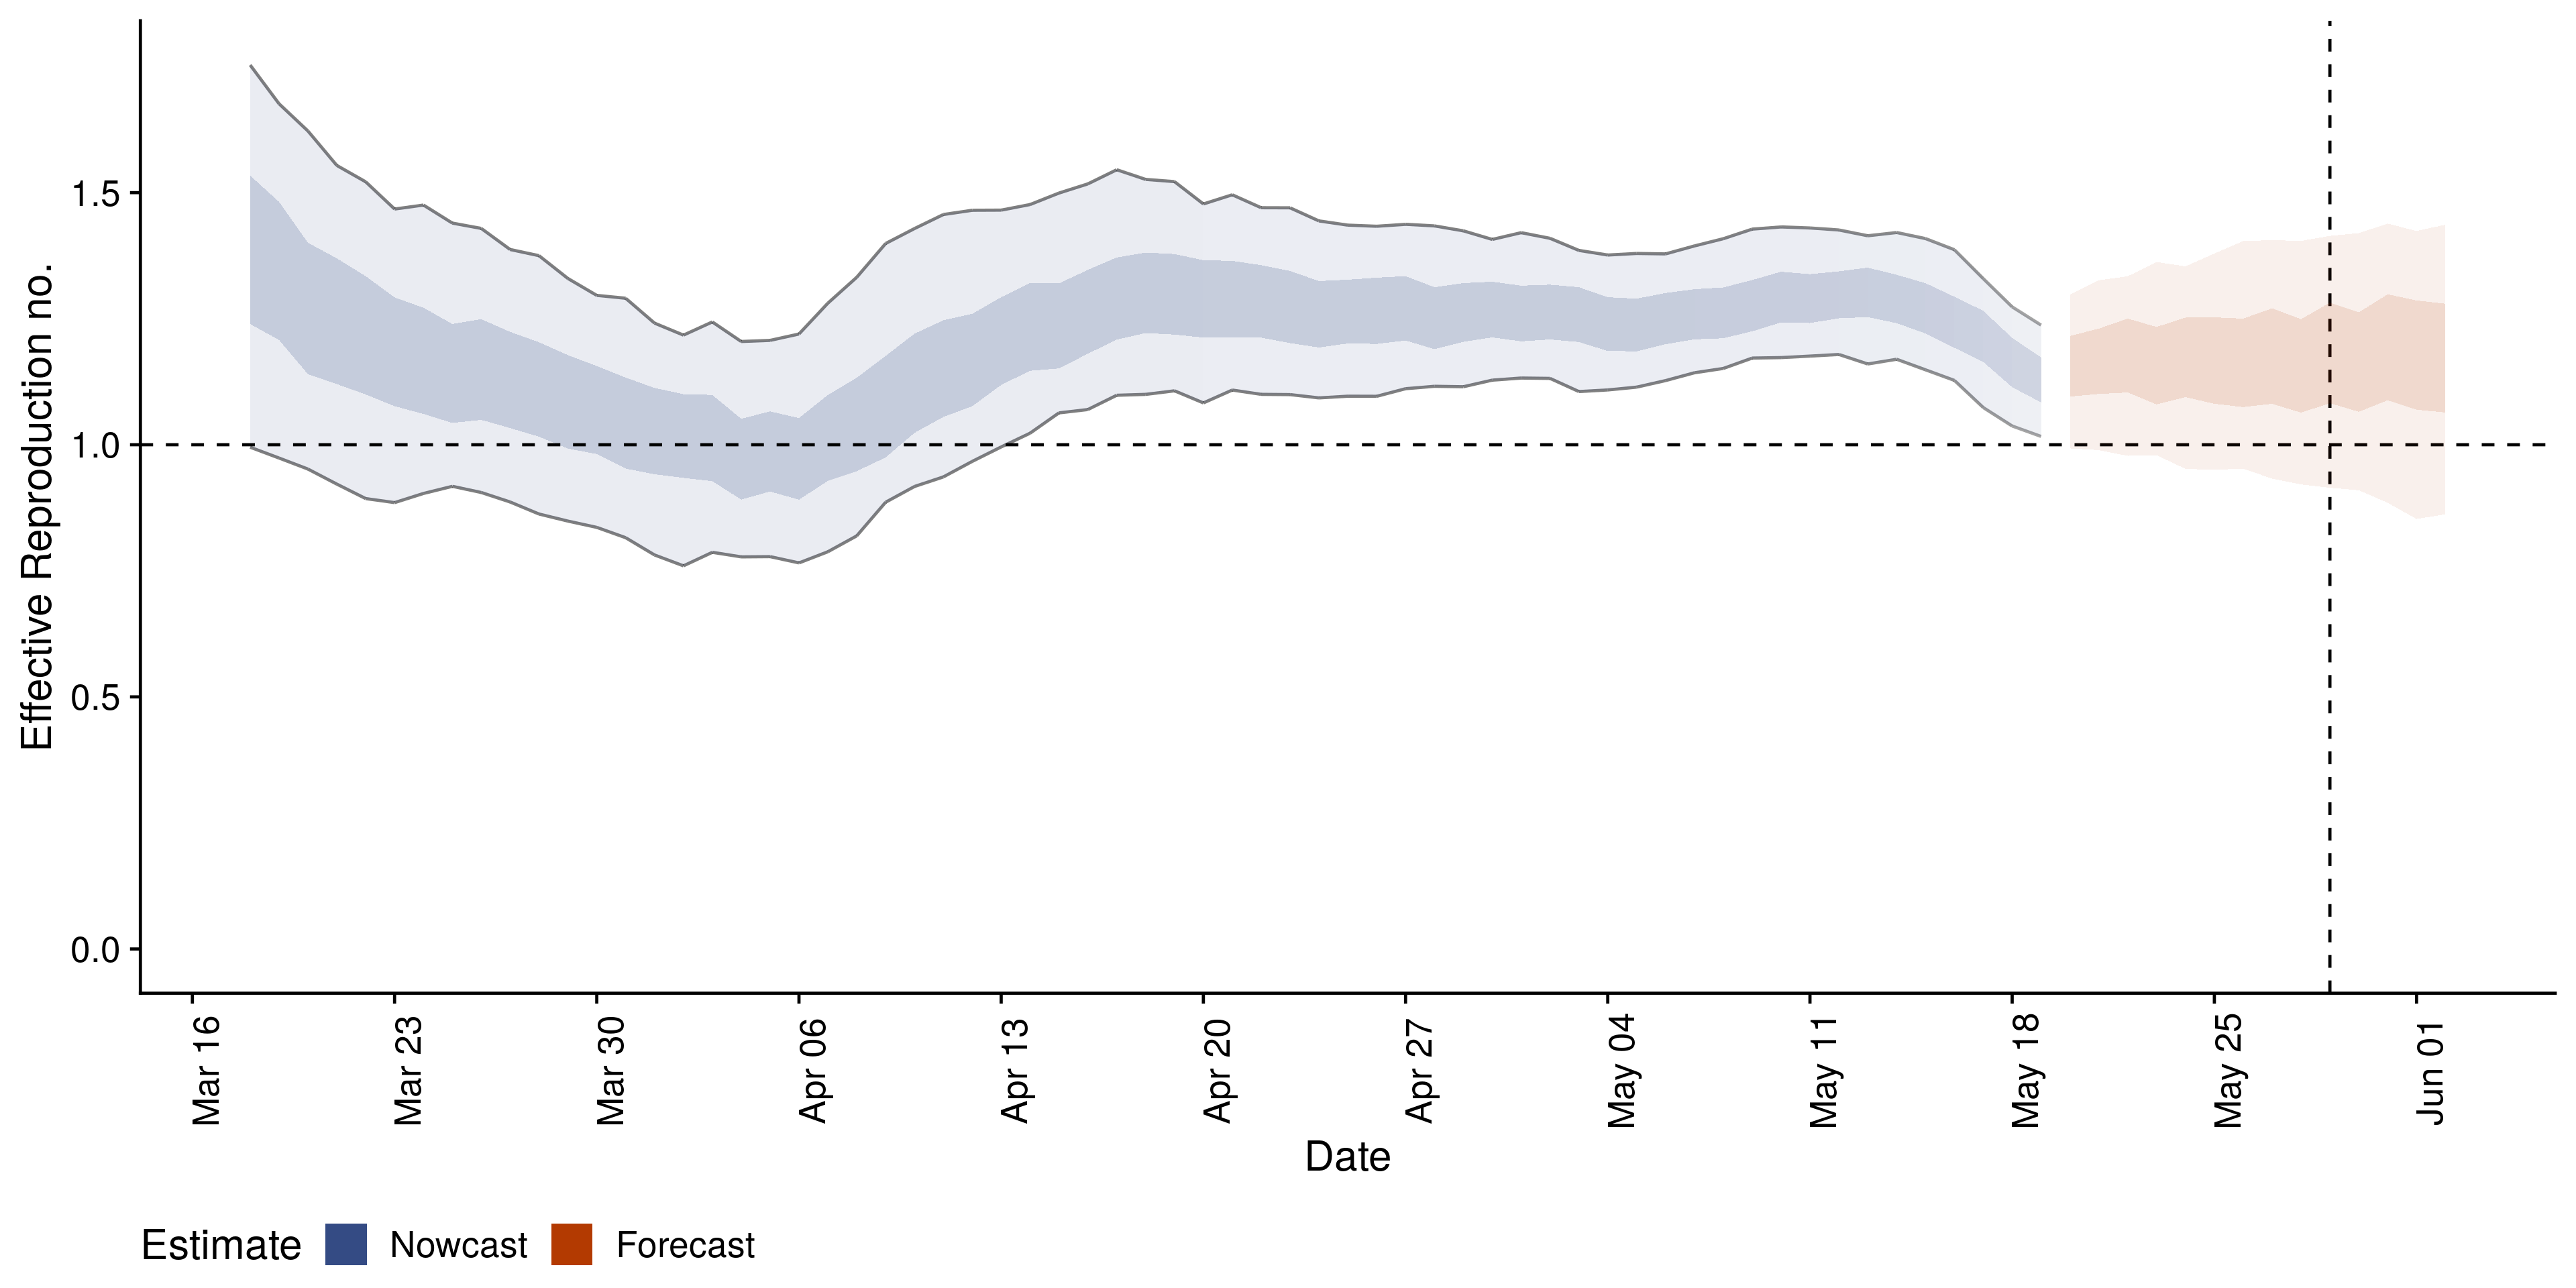 Effective Reproduction no.
1.5
1.0
0.5
0.0
Mar 16
Mar 23
Mar 30
Apr 06
Apr 13
Apr 20
Apr 27
May 04
May 11
May 18
May 25
Jun 01
Date
Estimate Nowcast Forecast